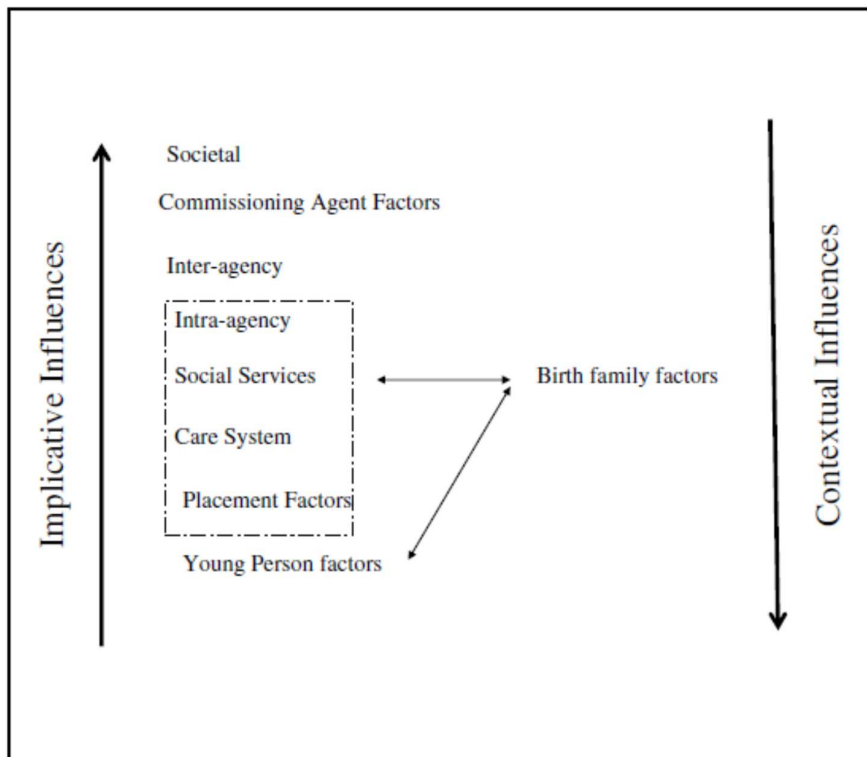 Societal
Commissioning Agent Factors
Inter-agency
Intra-agency
Social Services
Care System
Placement Factors
Young Person factors
Birth family factors
Implicative Influences
Contextual Influences